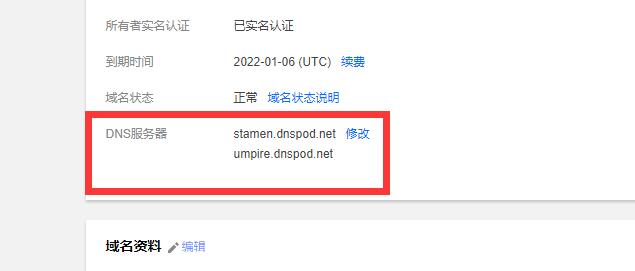 所有者实名认证 已实名认证
到期时间 2022-01-06 (UTC) 续费
域名状态 正常 域名状态说明
DNS服务器 stamen.dnspod.net 修改
umpire.dnspod.net
域名资料 编辑